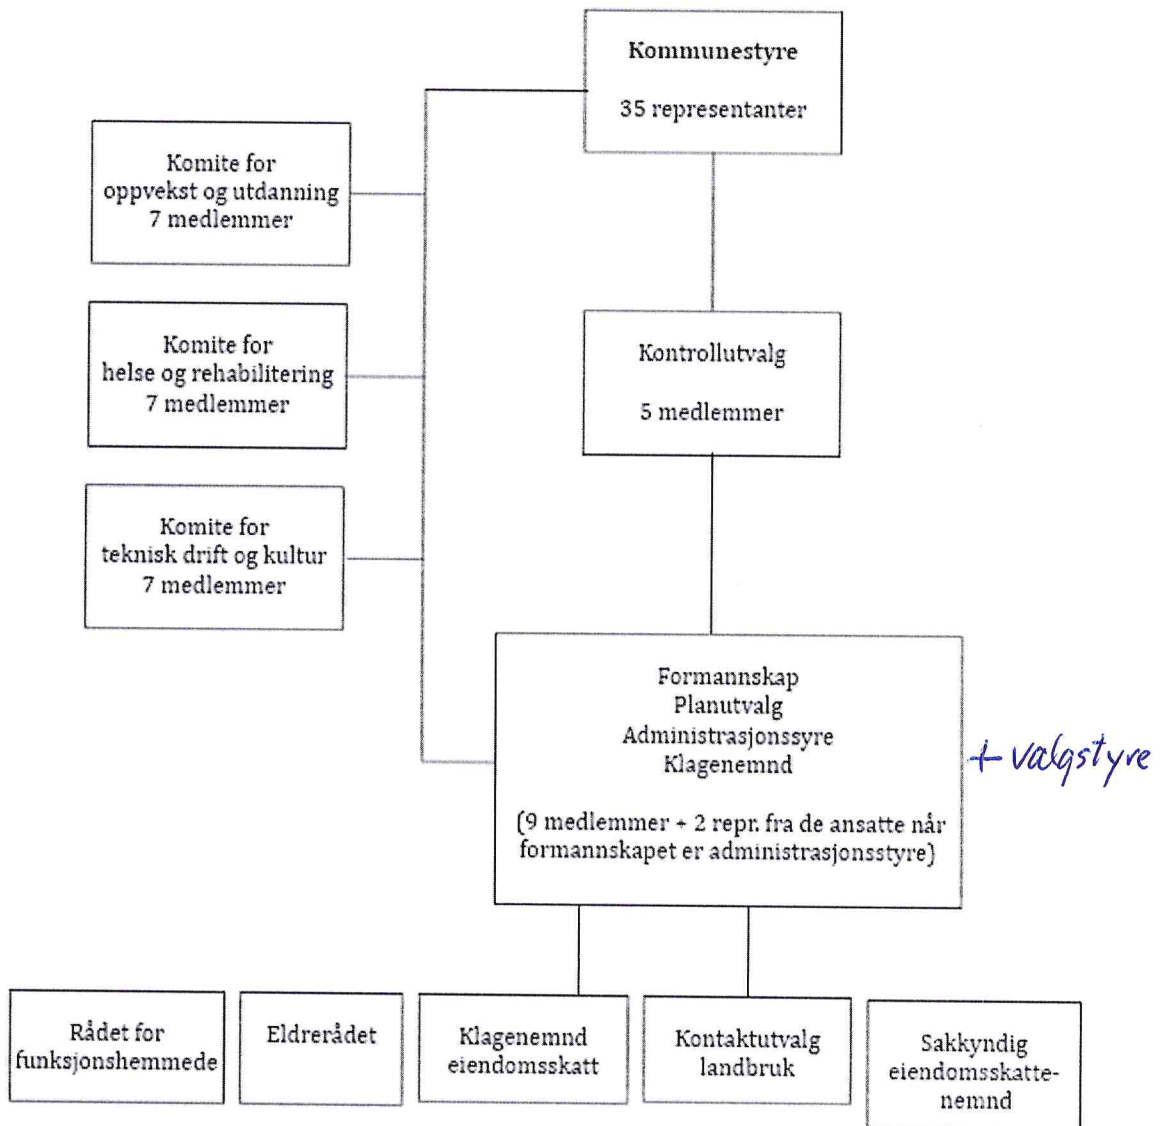 Kommunestyre
35 representanter
Komite for
oppvekst og utdanning
7 medlemmer
Komite for
helse og rehabilitering
7 medlemmer
Kontrollutvalg
5 medlemmer
Komite for
teknisk drift og kultur
7 medlemmer
Formannskap
Planutvalg
Administrasjonssyre
Klagenemnd
(9 medlemmer + 2 repr. fra de ansatte når
formannskapet er administrasjonsstyre)
+ valgstyre
Rådet for
funksjonshemmede
Eldrerådet
Klagenemnd
eiendomsskatt
Kontaktutvalg
landbruk
Sakkyndig
eiendomsskatte-
nemnd